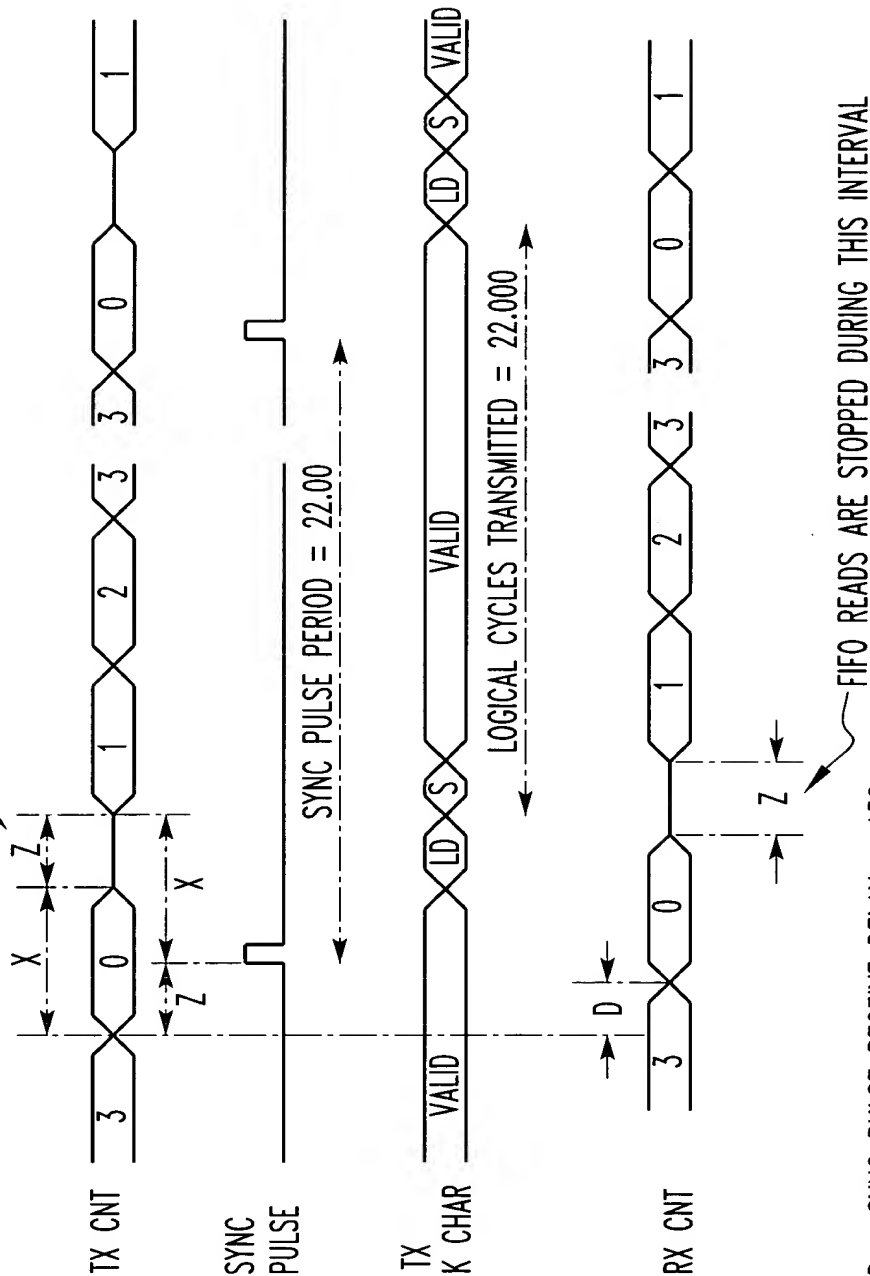 TX CNT
3
0
1
2
3
3
0
1
X
Z
Z
X
SYNC
PULSE
SYNC PULSE PERIOD = 22.00
TX
K CHAR
VALID
LD
S
VALID
LD
S
VALID
LOGICAL CYCLES TRANSMITTED = 22.000
RX CNT
3
0
1
2
3
3
0
1
D
Z
FIFO READS ARE STOPPED DURING THIS INTERVAL